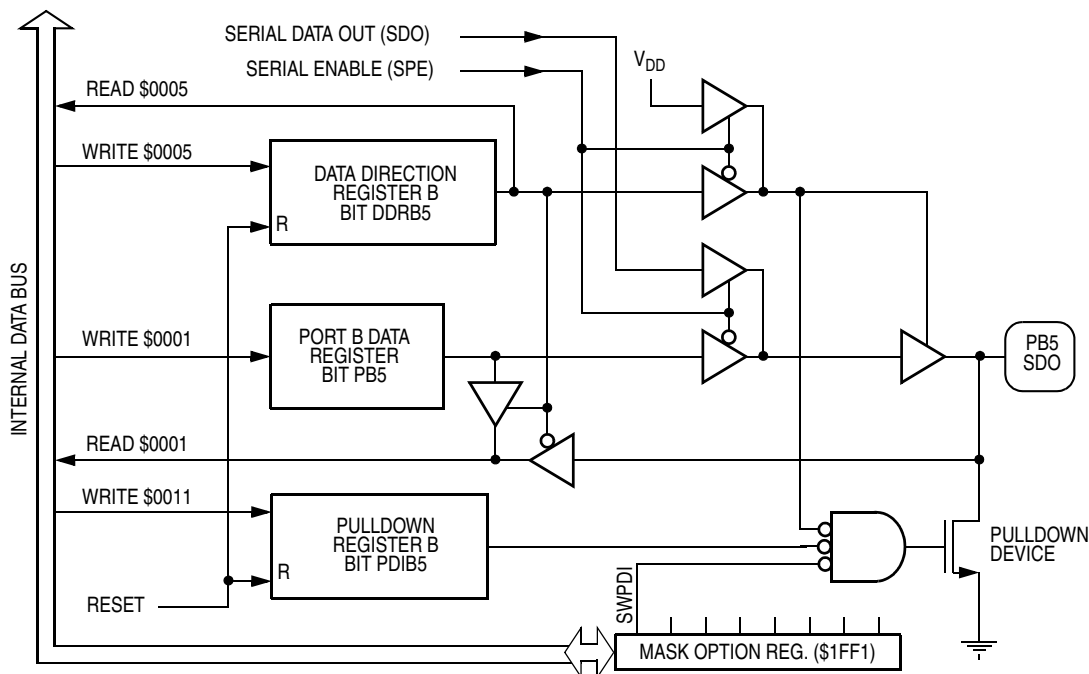 SERIAL DATA OUT (SDO)
SERIAL ENABLE (SPE)
VDD
READ $0005
WRITE $0005
DATA DIRECTION
REGISTER B
BIT DDRB5
R
INTERNAL DATA BUS
WRITE $0001
PORT B DATA
REGISTER
BIT PB5
PB5
SDO
READ $0001
WRITE $0011
PULLDOWN
REGISTER B
BIT PDIB5
R
PULLDOWN
DEVICE
RESET
SWPDI
MASK OPTION REG. ($1FF1)